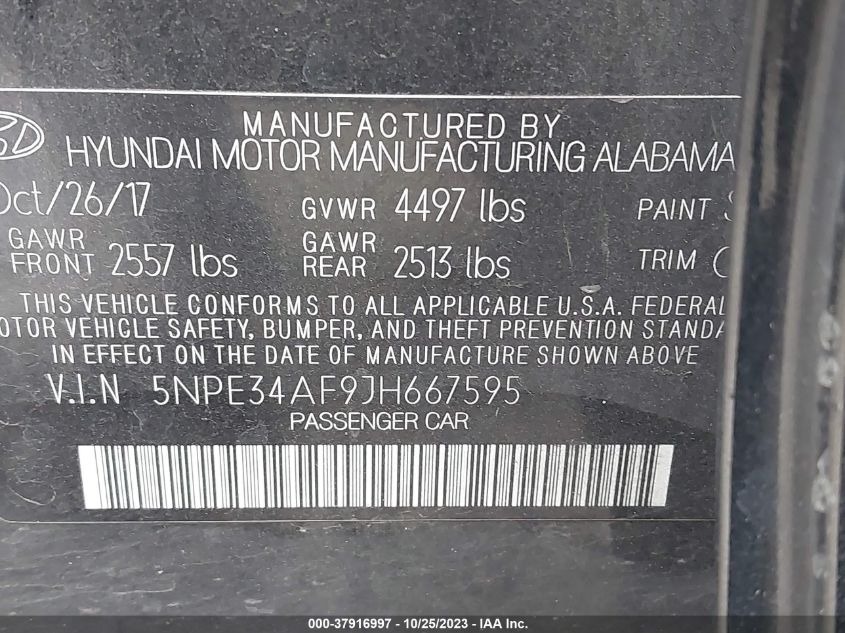 MANUFACTURED BY
HYUNDAI MOTOR MANUFACTURING ALABAMA
Oct/26/17 GVWR 4497 lbs PAINT
GAWR FRONT 2557 lbs GAWR REAR 2513 lbs TRIM
THIS VEHICLE CONFORMS TO ALL APPLICABLE U.S.A. FEDERAL
OTOR VEHICLE SAFETY, BUMPER, AND THEFT PREVENTION STANDA
IN EFFECT ON THE DATE OF MANUFACTURE SHOWN ABOVE
V.I.N 5NPE34AF9JH667595
PASSENGER CAR
000-37916997 - 10/25/2023 - IAA Inc.